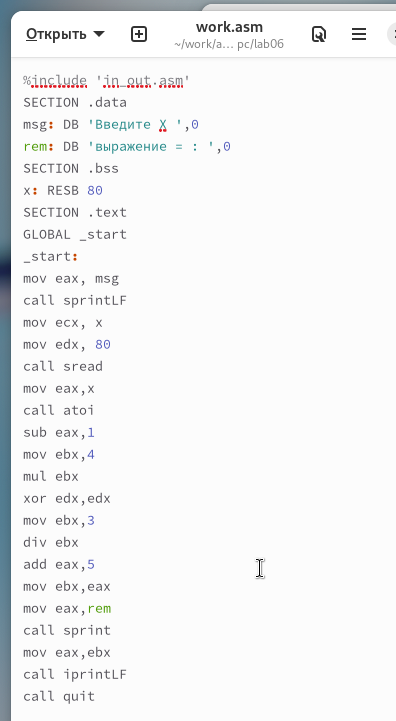 Открыть
work.asm
~/work/a... pc/lab06
%include 'in_out.asm'
SECTION .data
msg: DB 'Введите X ',0
rem: DB 'выражение = : ',0
SECTION .bss
x: RESB 80
SECTION .text
GLOBAL _start
_start:
mov eax, msg
call sprintLF
mov ecx, x
mov edx, 80
call sread
mov eax,x
call atoi
sub eax,1
mov ebx,4
mul ebx
xor edx,edx
mov ebx,3
div ebx
add eax,5
mov ebx,eax
mov eax,rem
call sprint
mov eax,ebx
call iprintLF
call quit